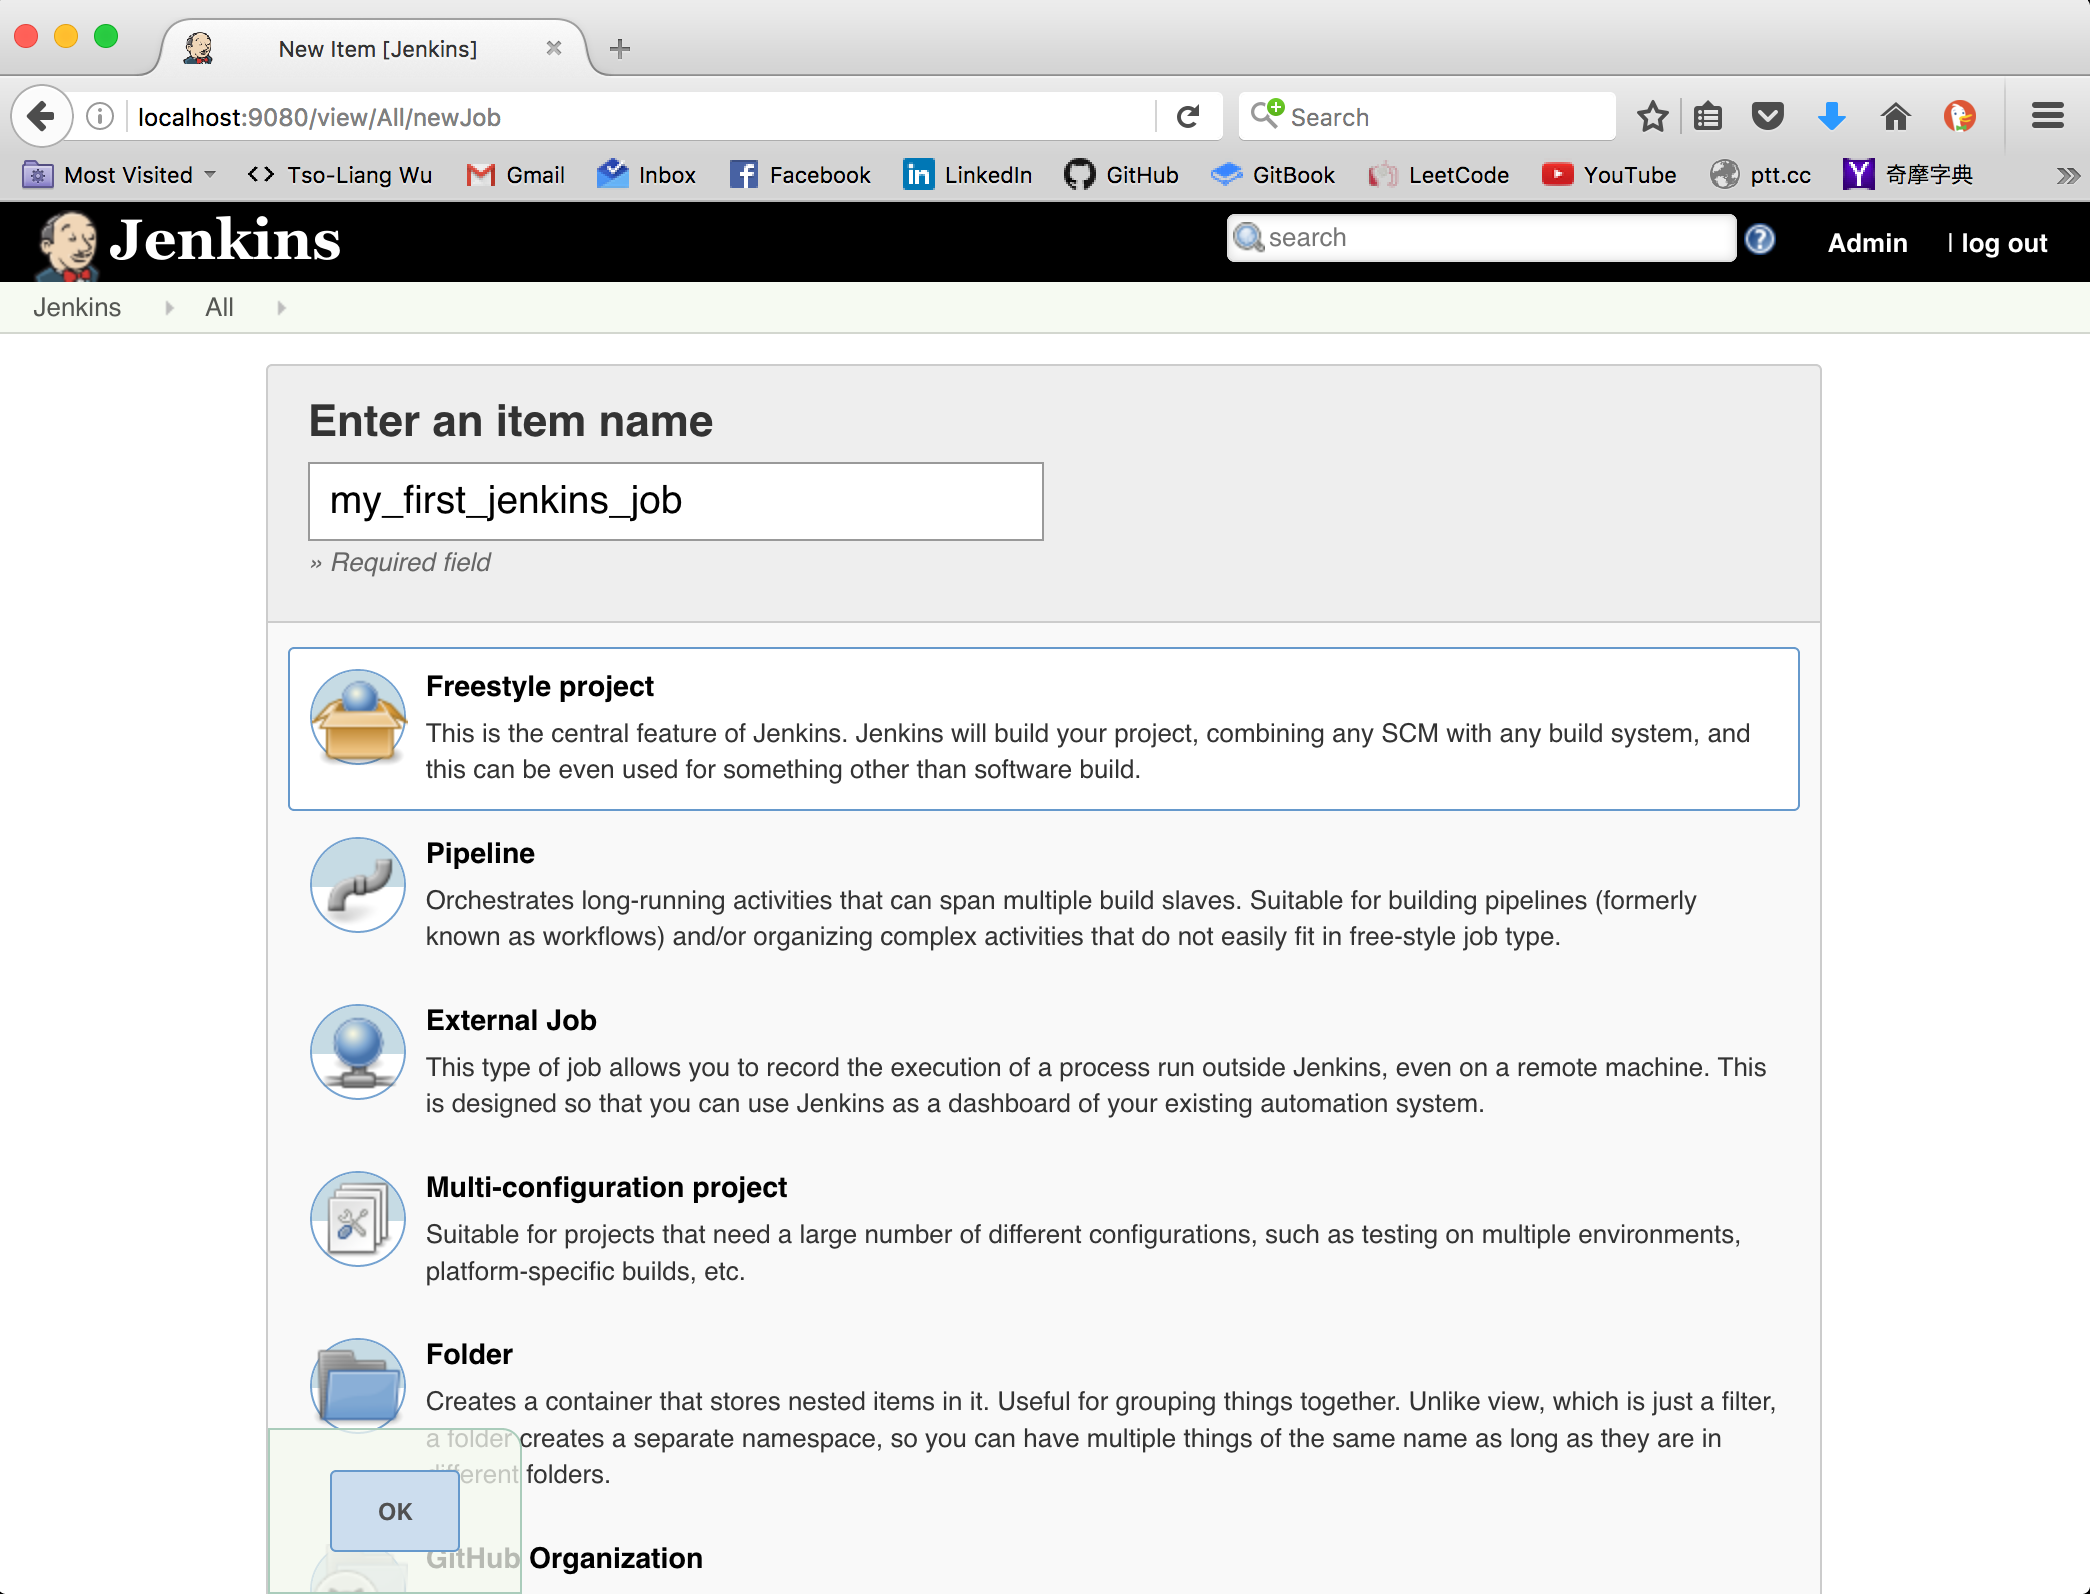 New Item [Jenkins]
localhost:9080/view/All/newJob
Search
Most Visited
Tso-Liang Wu
Gmail
Inbox
Facebook
LinkedIn
GitHub
GitBook
LeetCode
YouTube
ptt.cc
奇摩字典
Jenkins
search
Admin
| log out
Jenkins
All
Enter an item name
my_first_jenkins_job
» Required field
Freestyle project
This is the central feature of Jenkins. Jenkins will build your project, combining any SCM with any build system, and
this can be even used for something other than software build.
Pipeline
Orchestrates long-running activities that can span multiple build slaves. Suitable for building pipelines (formerly
known as workflows) and/or organizing complex activities that do not easily fit in free-style job type.
External Job
This type of job allows you to record the execution of a process run outside Jenkins, even on a remote machine. This
is designed so that you can use Jenkins as a dashboard of your existing automation system.
Multi-configuration project
Suitable for projects that need a large number of different configurations, such as testing on multiple environments,
platform-specific builds, etc.
Folder
Creates a container that stores nested items in it. Useful for grouping things together. Unlike view, which is just a filter,
a folder creates a separate namespace, so you can have multiple things of the same name as long as they are in
different folders.
OK
GitHub Organization